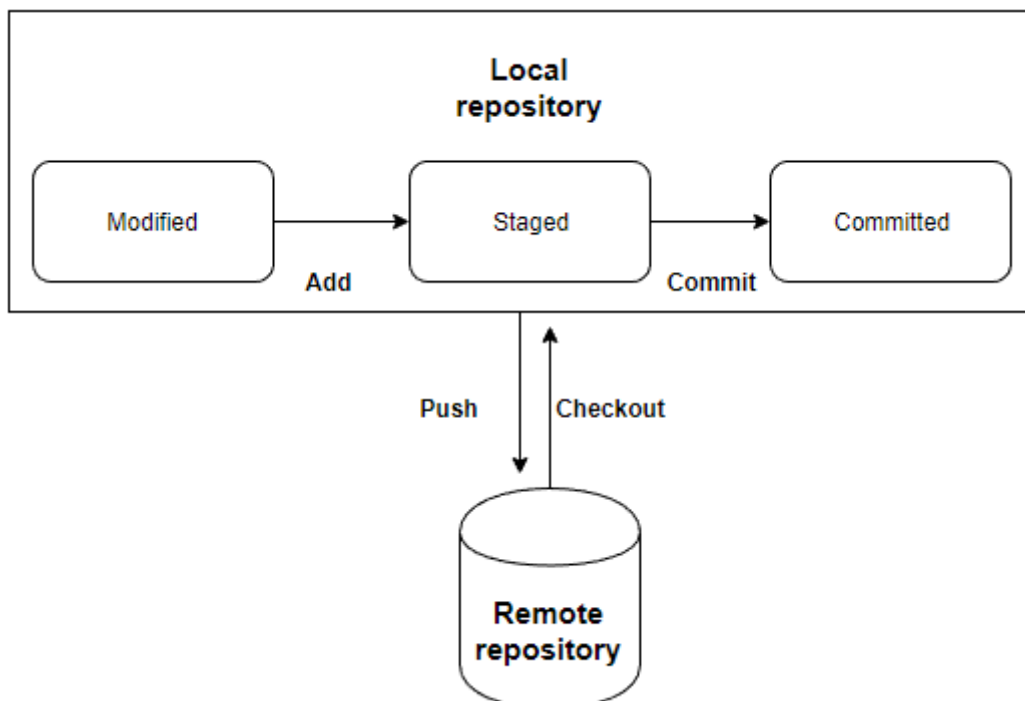 Local
repository
Modified
Staged
Committed
Add
Commit
Push
Checkout
Remote
repository